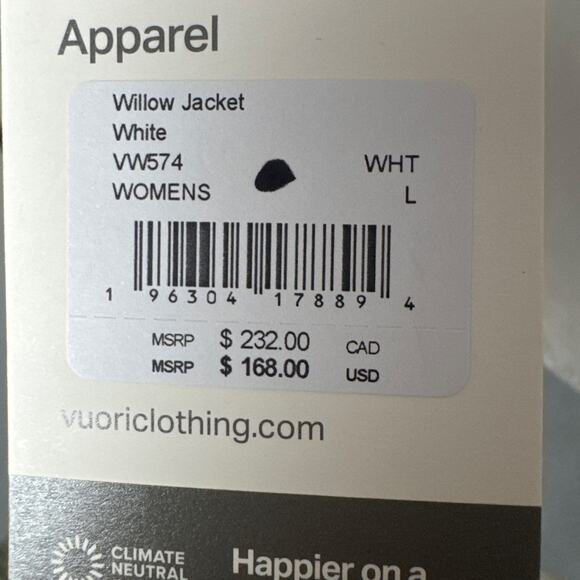 Apparel
Willow Jacket
White
VW574 WHT
WOMENS L
1 96304 17889 4
MSRP $ 232.00 CAD
MSRP $ 168.00 USD
vuoriclothing.com
CLIMATE
NEUTRAL
Happier on a